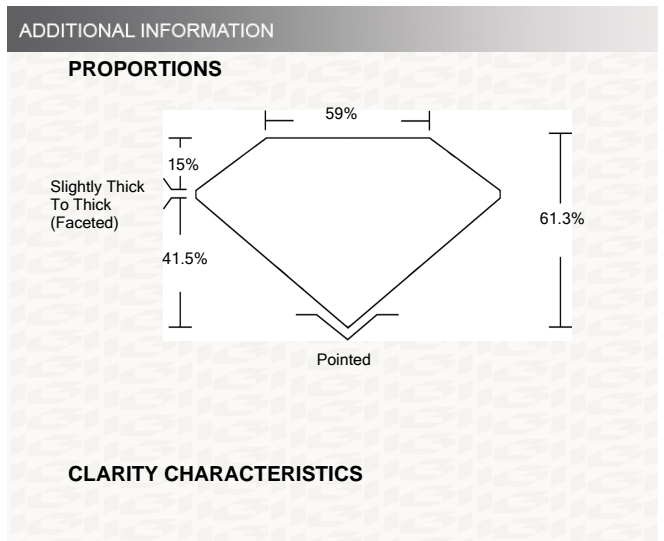 ADDITIONAL INFORMATION
PROPORTIONS
59%
15%
Slightly Thick
To Thick
(Faceted)
61.3%
41.5%
Pointed
CLARITY CHARACTERISTICS